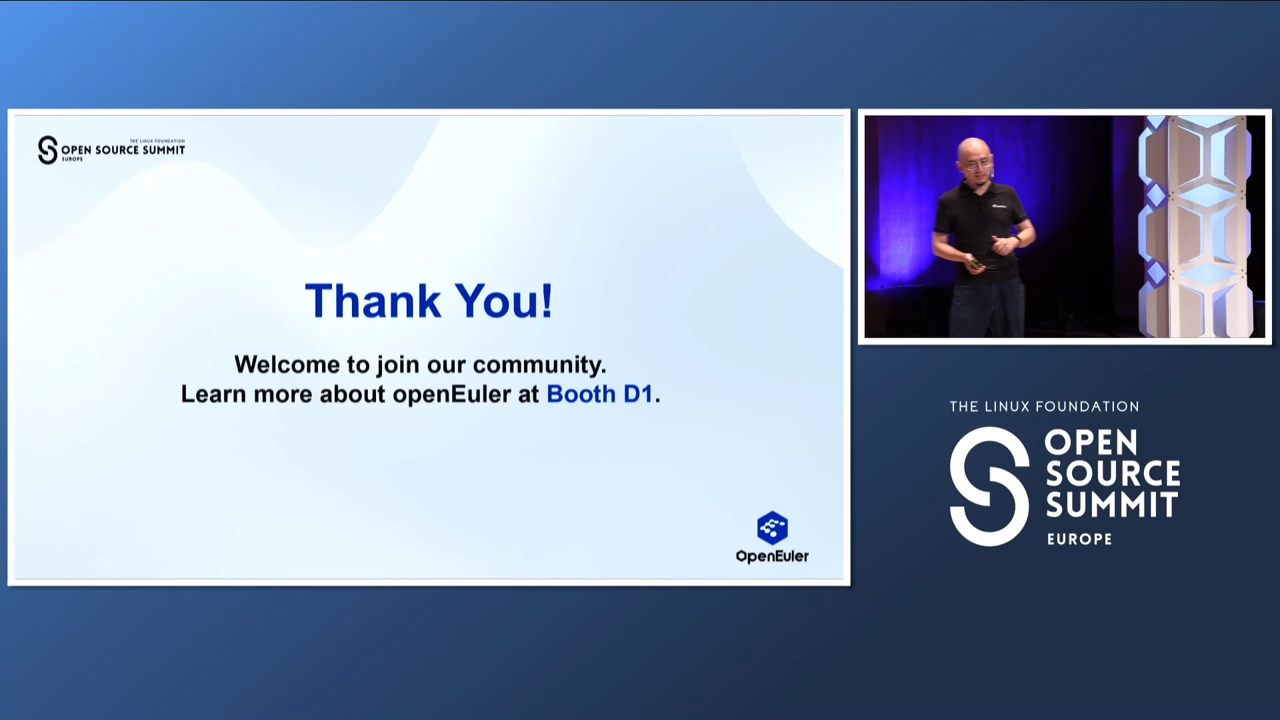 THE LINUX FOUNDATION
OPEN SOURCE SUMMIT
EUROPE
Thank You!
Welcome to join our community.
Learn more about openEuler at Booth D1.
OpenEuler
THE LINUX FOUNDATION
OPEN
SOURCE
SUMMIT
EUROPE